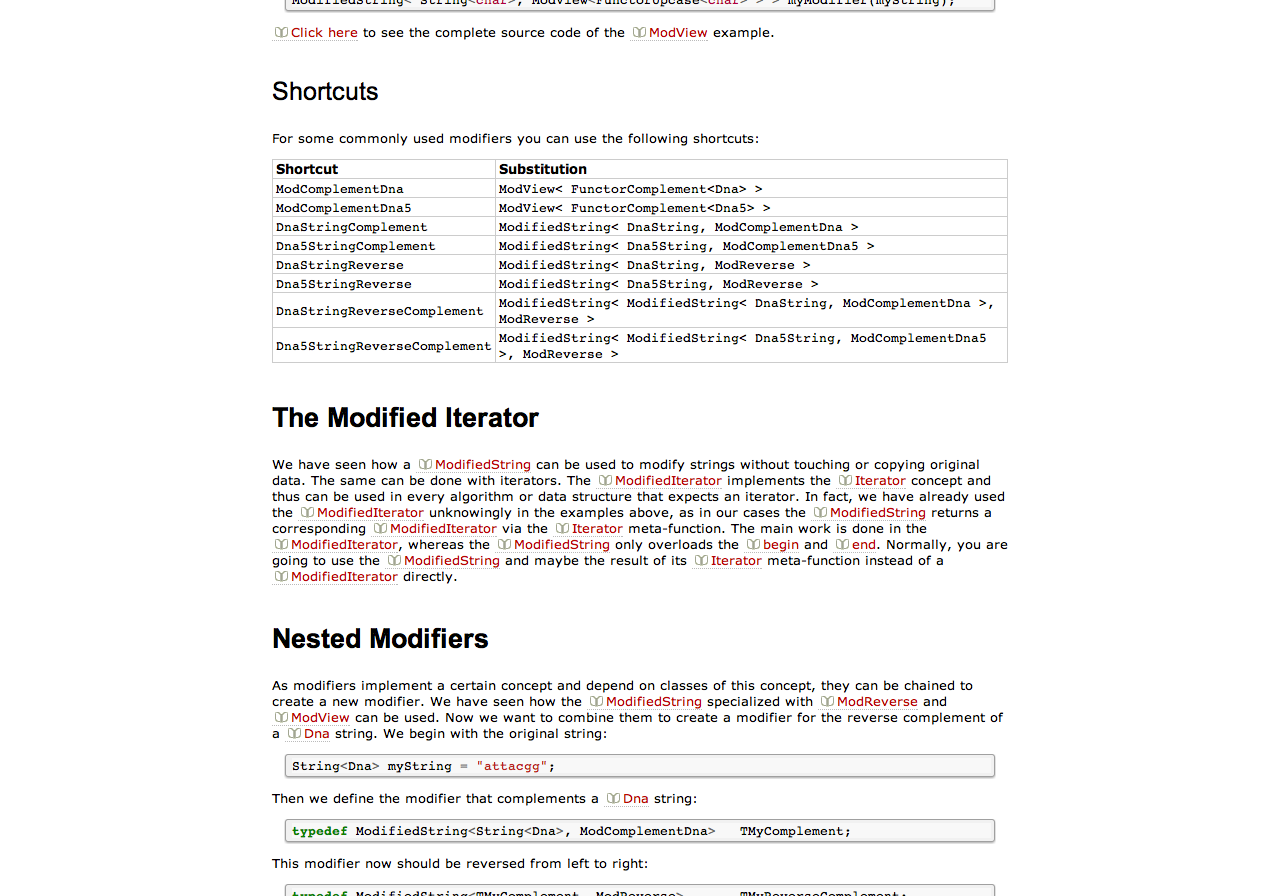 ModifiedString< String<char>, ModView<FunctorUpcase<char> > > myModifier(myString);
Click here to see the complete source code of the ModView example.
Shortcuts
For some commonly used modifiers you can use the following shortcuts:
Shortcut Substitution
ModComplementDna ModView< FunctorComplement<Dna> >
ModComplementDna5 ModView< FunctorComplement<Dna5> >
DnaStringComplement ModifiedString< DnaString, ModComplementDna >
Dna5StringComplement ModifiedString< Dna5String, ModComplementDna5 >
DnaStringReverse ModifiedString< DnaString, ModReverse >
Dna5StringReverse ModifiedString< Dna5String, ModReverse >
DnaStringReverseComplement ModifiedString< ModifiedString< DnaString, ModComplementDna >,
ModReverse >
Dna5StringReverseComplement ModifiedString< ModifiedString< Dna5String, ModComplementDna5
>, ModReverse >
The Modified Iterator
We have seen how a ModifiedString can be used to modify strings without touching or copying original
data. The same can be done with iterators. The ModifiedIterator implements the Iterator concept and
thus can be used in every algorithm or data structure that expects an iterator. In fact, we have already used
the ModifiedIterator unknowingly in the examples above, as in our cases the ModifiedString returns a
corresponding ModifiedIterator via the Iterator meta-function. The main work is done in the
ModifiedIterator, whereas the ModifiedString only overloads the begin and end. Normally, you are
going to use the ModifiedString and maybe the result of its Iterator meta-function instead of a
ModifiedIterator directly.
Nested Modifiers
As modifiers implement a certain concept and depend on classes of this concept, they can be chained to
create a new modifier. We have seen how the ModifiedString specialized with ModReverse and
ModView can be used. Now we want to combine them to create a modifier for the reverse complement of
a Dna string. We begin with the original string:
String<Dna> myString = "attacgg";
Then we define the modifier that complements a Dna string:
typedef ModifiedString<String<Dna>, ModComplementDna> TMyComplement;
This modifier now should be reversed from left to right:
typedef ModifiedString<TMyComplement, ModReverse> TMyReverseComplement;